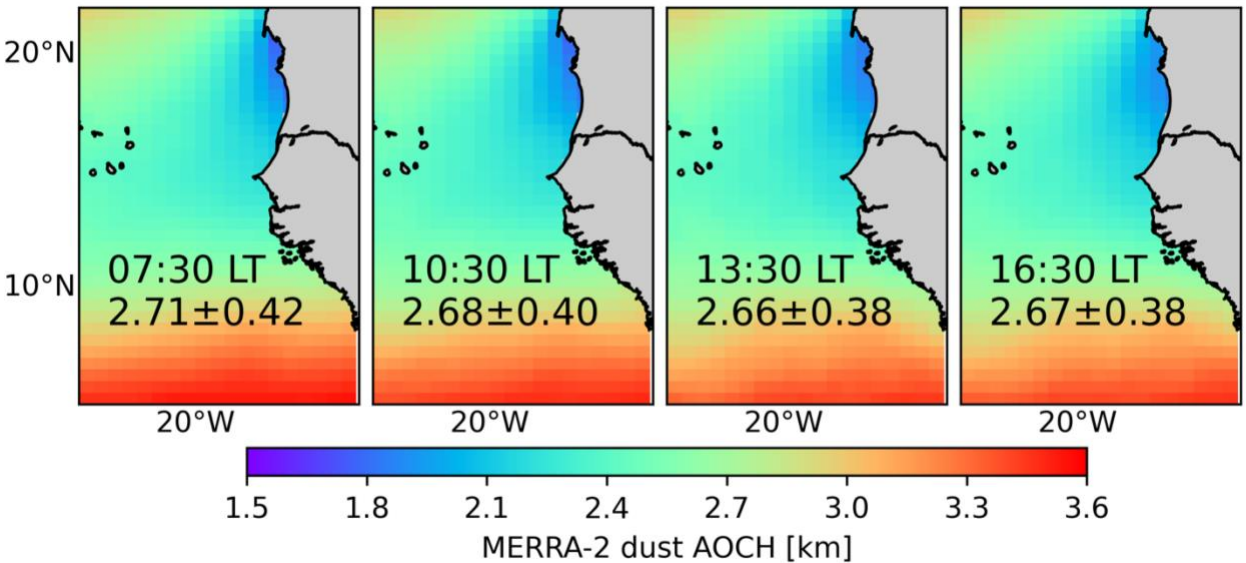 20°N
10°N
07:30 LT
2.71±0.42
10:30 LT
2.68±0.40
13:30 LT
2.66±0.38
16:30 LT
2.67±0.38
20°W 20°W 20°W 20°W
1.5 1.8 2.1 2.4 2.7 3.0 3.3 3.6
MERRA-2 dust AOCH [km]